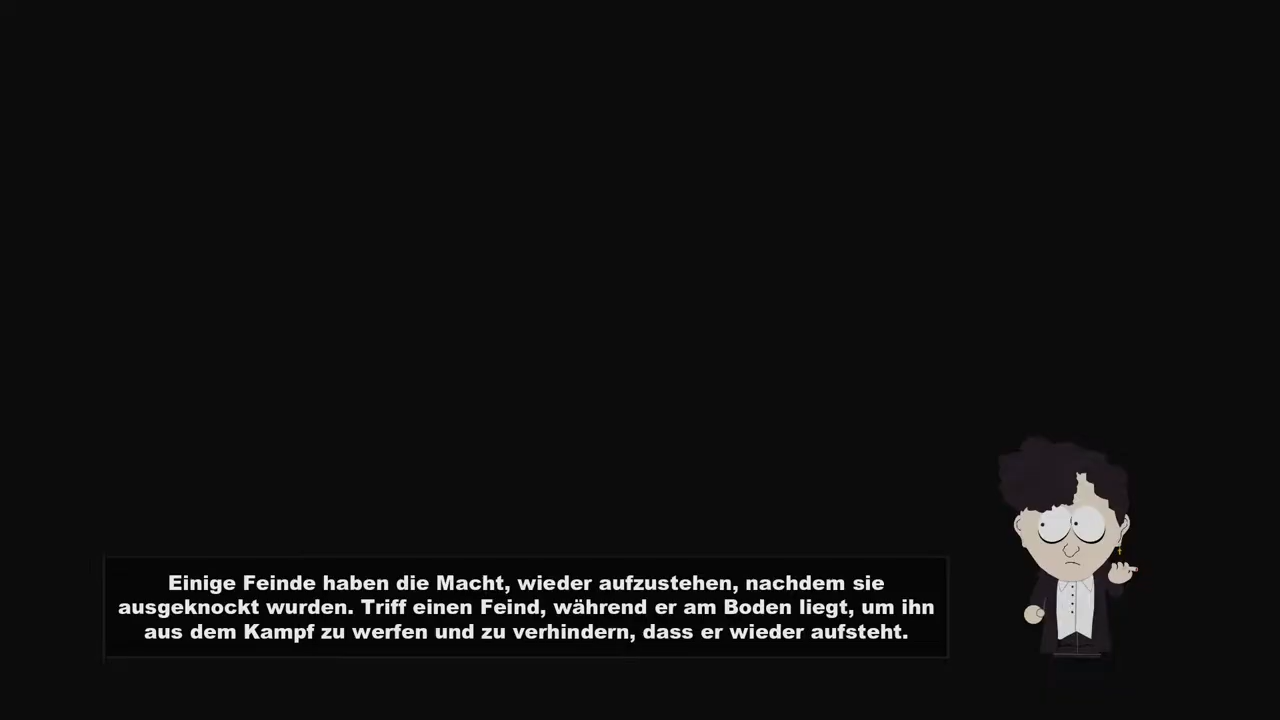 Einige Feinde haben die Macht, wieder aufzustehen, nachdem sie
ausgeknockt wurden. Triff einen Feind, während er am Boden liegt, um ihn
aus dem Kampf zu werfen und zu verhindern, dass er wieder aufsteht.